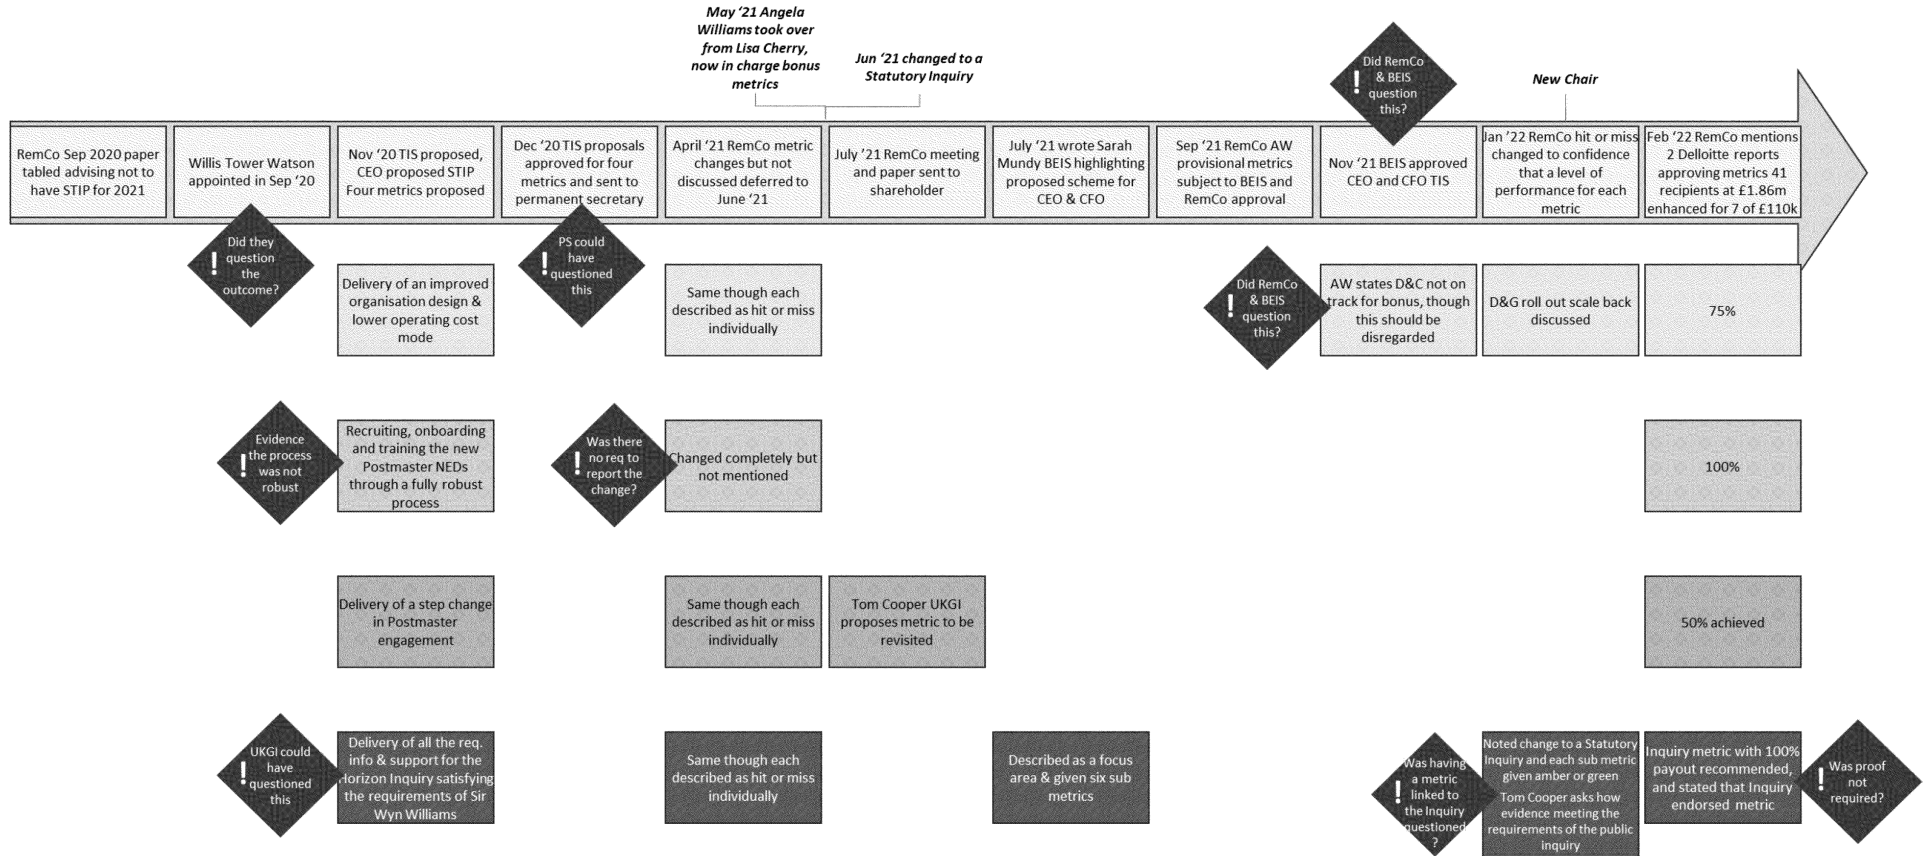 May ‘21 Angela
Williams took over
from Lisa Cherry,
now in charge bonus
metrics
Jun ‘21 changed to a
Statutory Inquiry
Did RemCo
& BEIS
question
this?
!
New Chair
RemCo Sep 2020 paper
tabled advising not to
have STIP for 2021
Willis Tower Watson
appointed in Sep ‘20
Nov ‘20 TIS proposed,
CEO proposed STIP
Four metrics proposed
Dec ‘20 TIS proposals
approved for four
metrics and sent to
permanent secretary
April ’21 RemCo metric
changes but not
discussed deferred to
June ‘21
July ’21 RemCo meeting
and paper sent to
shareholder
July ’21 wrote Sarah
Mundy BEIS highlighting
proposed scheme for
CEO & CFO
Sep ’21 RemCo AW
provisional metrics
subject to BEIS and
RemCo approval
Nov ‘21 BEIS approved
CEO and CFO TIS
Jan ’22 RemCo hit or miss
changed to confidence
that a level of
performance for each
metric
Feb ‘22 RemCo mentions
2 Delloitte reports
approving metrics 41
recipients at £1.86m
enhanced for 7 of £110k
Did they
question
the
outcome?
!
PS could
have
questioned
this
!
Delivery of an improved
organisation design &
lower operating cost
mode
Same though each
described as hit or miss
individually
Did RemCo
& BEIS
question
this?
!
AW states D&C not on
track for bonus, though
this should be
disregarded
D&G roll out scale back
discussed
75%
Evidence
the process
was not
robust
!
Recruiting, onboarding
and training the new
Postmaster NEDs
through a fully robust
process
Was there
no req to
report the
change?
!
Changed completely but
not mentioned
100%
Delivery of a step change
in Postmaster
engagement
Same though each
described as hit or miss
individually
Tom Cooper UKGI
proposes metric to be
revisited
50% achieved
UKGI could
have
questioned
this
!
Delivery of all the req.
info & support for the
Horizon Inquiry satisfying
the requirements of Sir
Wyn Williams
Same though each
described as hit or miss
individually
Described as a focus
area & given six sub
metrics
Was having
a metric
linked to
the Inquiry
questioned
?
!
Noted change to a Statutory
Inquiry and each sub metric
given amber or green
Tom Cooper asks how
evidence meeting the
requirements of the public
inquiry
Inquiry metric with 100%
payout recommended,
and stated that Inquiry
endorsed metric
Was proof
not
required?
!